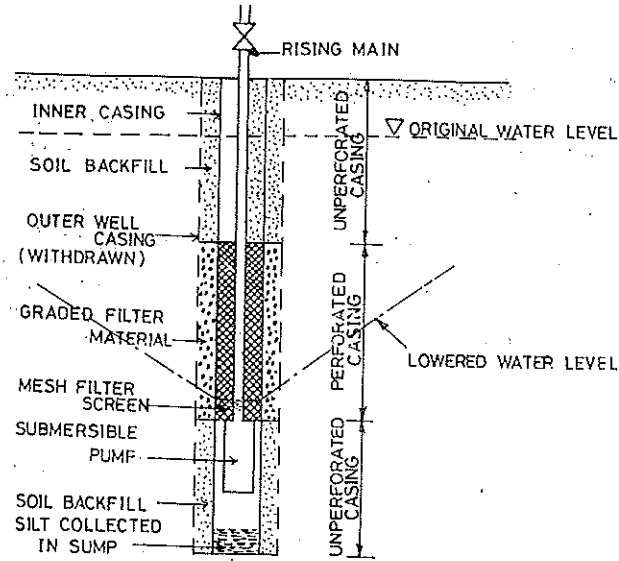 RISING MAIN
INNER CASING
ORIGINAL WATER LEVEL
SOIL BACKFILL
OUTER WELL
CASING
(WITHDRAWN)
GRADED FILTER
MATERIAL
LOWERED WATER LEVEL
MESH FILTER
SCREEN
SUBMERSIBLE
PUMP
SOIL BACKFILL
SILT COLLECTED
IN SUMP
UNPERFORATED
CASING
PERFORATED
CASING
UNPERFORATED
CASING